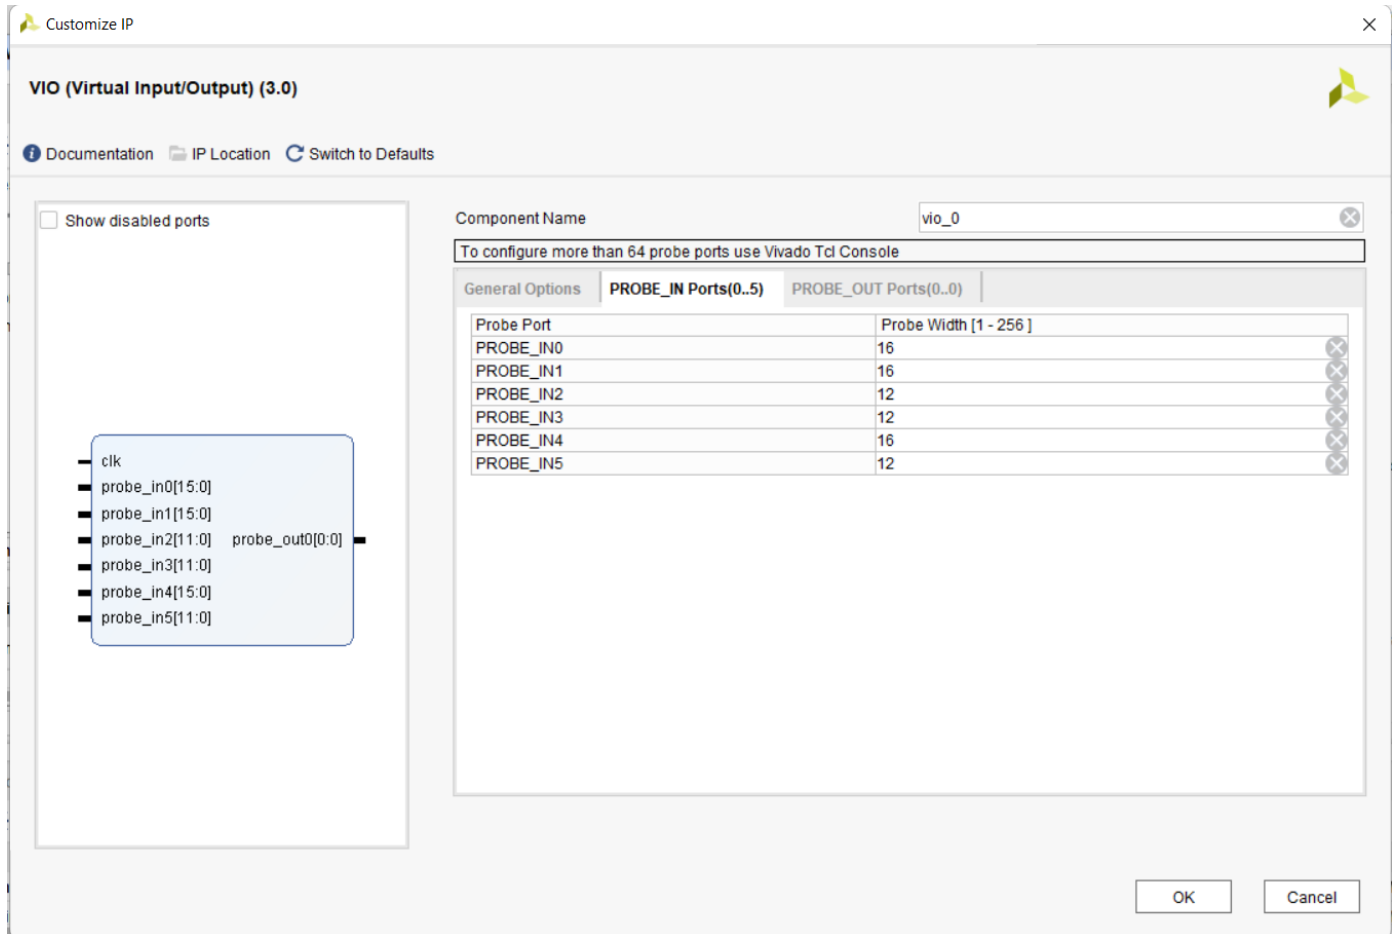 Customize IP
VIO (Virtual Input/Output) (3.0)
Documentation IP Location Switch to Defaults
Show disabled ports
clk
probe_in0[15:0]
probe_in1[15:0]
probe_in2[11:0] probe_out0[0:0]
probe_in3[11:0]
probe_in4[15:0]
probe_in5[11:0]
Component Name vio_0
To configure more than 64 probe ports use Vivado Tcl Console
General Options PROBE_IN Ports(0..5) PROBE_OUT Ports(0..0)
Probe Port Probe Width [1 - 256 ]
PROBE_IN0 16
PROBE_IN1 16
PROBE_IN2 12
PROBE_IN3 12
PROBE_IN4 16
PROBE_IN5 12
OK Cancel